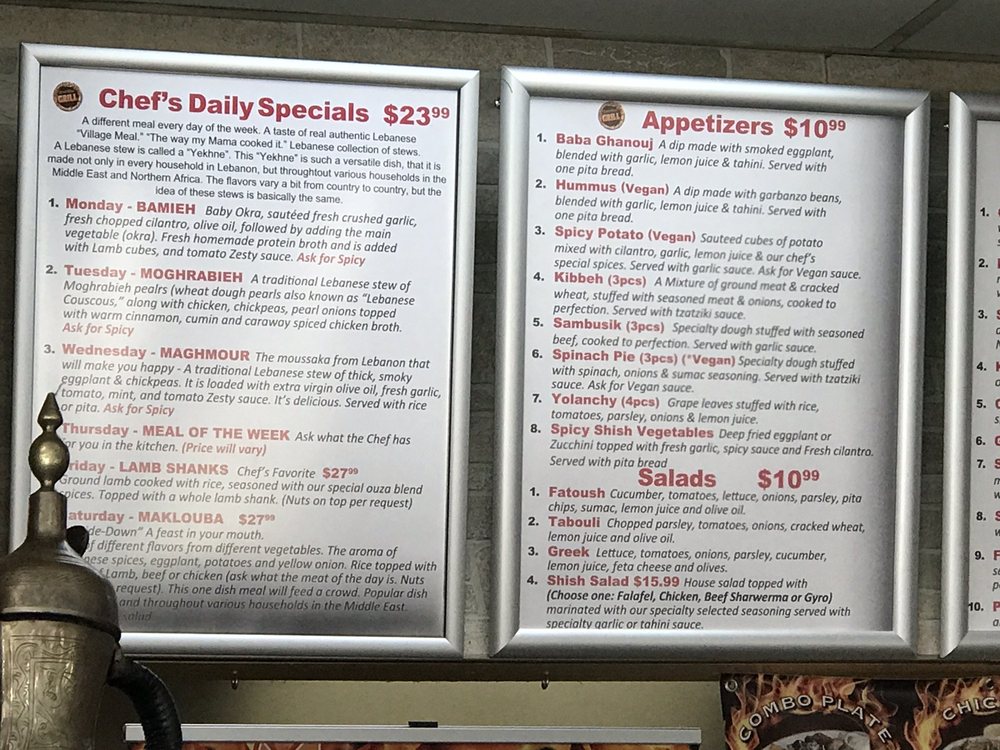 Chef's Daily Specials $23⁹⁹
A different meal every day of the week. A taste of real authentic Lebanese
"Village Meal." "The way my Mama cooked it." Lebanese collection of stews.
A Lebanese stew is called a "Yekhne". This "Yekhne" is such a versatile dish, that it is
made not only in every household in Lebanon, but throughtout various households in the
Middle East and Northern Africa. The flavors vary a bit from country to country, but the
idea of these stews is basically the same.
1. Monday - BAMIEH Baby Okra, sautéed fresh crushed garlic,
fresh chopped cilantro, olive oil, followed by adding the main
vegetable (okra). Fresh homemade protein broth and is added
with Lamb cubes, and tomato Zesty sauce. Ask for Spicy
2. Tuesday - MOGHRABIEH A traditional Lebanese stew of
Moghrabieh pealrs (wheat dough pearls also known as "Lebanese
Couscous," along with chicken, chickpeas, pearl onions topped
with warm cinnamon, cumin and caraway spiced chicken broth.
Ask for Spicy
3. Wednesday - MAGHMOUR The moussaka from Lebanon that
will make you happy - A traditional Lebanese stew of thick, smoky
eggplant & chickpeas. It is loaded with extra virgin olive oil, fresh garlic,
tomato, mint, and tomato Zesty sauce. It's delicious. Served with rice
or pita. Ask for Spicy
Thursday - MEAL OF THE WEEK Ask what the Chef has
for you in the kitchen. (Price will vary)
Friday - LAMB SHANKS Chef's Favorite $27⁹⁹
Ground lamb cooked with rice, seasoned with our special ouza blend
spices. Topped with a whole lamb shank. (Nuts on top per request)
Saturday - MAKLOUBA $27⁹⁹
ide-Down" A feast in your mouth.
of different flavors from different vegetables. The aroma of
nese spices, eggplant, potatoes and yellow onion. Rice topped with
Lamb, beef or chicken (ask what the meat of the day is. Nuts
request). This one dish meal will feed a crowd. Popular dish
and throughout various households in the Middle East.
salad
GRILL
Appetizers $10⁹⁹
1. Baba Ghanouj A dip made with smoked eggplant,
blended with garlic, lemon juice & tahini. Served with
one pita bread.
2. Hummus (Vegan) A dip made with garbanzo beans,
blended with garlic, lemon juice & tahini. Served with
one pita bread.
3. Spicy Potato (Vegan) Sauteed cubes of potato
mixed with cilantro, garlic, lemon juice & our chef's
special spices. Served with garlic sauce. Ask for Vegan sauce.
4. Kibbeh (3pcs) A Mixture of ground meat & cracked
wheat, stuffed with seasoned meat & onions, cooked to
perfection. Served with tzatziki sauce.
5. Sambusik (3pcs) Specialty dough stuffed with seasoned
beef, cooked to perfection. Served with garlic sauce.
6. Spinach Pie (3pcs) (*Vegan) Specialty dough stuffed
with spinach, onions & sumac seasoning. Served with tzatziki
sauce. Ask for Vegan sauce.
7. Yolanchy (4pcs) Grape leaves stuffed with rice,
tomatoes, parsley, onions & lemon juice.
8. Spicy Shish Vegetables Deep fried eggplant or
Zucchini topped with fresh garlic, spicy sauce and Fresh cilantro.
Served with pita bread
Salads $10⁹⁹
1. Fatoush Cucumber, tomatoes, lettuce, onions, parsley, pita
chips, sumac, lemon juice and olive oil.
2. Tabouli Chopped parsley, tomatoes, onions, cracked wheat,
lemon juice and olive oil.
3. Greek Lettuce, tomatoes, onions, parsley, cucumber,
lemon juice, feta cheese and olives.
4. Shish Salad $15.99 House salad topped with
(Choose one: Falafel, Chicken, Beef Sharwerma or Gyro)
marinated with our specialty selected seasoning served with
specialty garlic or tahini sauce.
1.
2.
3.
4.
5.
6.
7.
8.
9.
10.
COMBO PLATE
CHIC